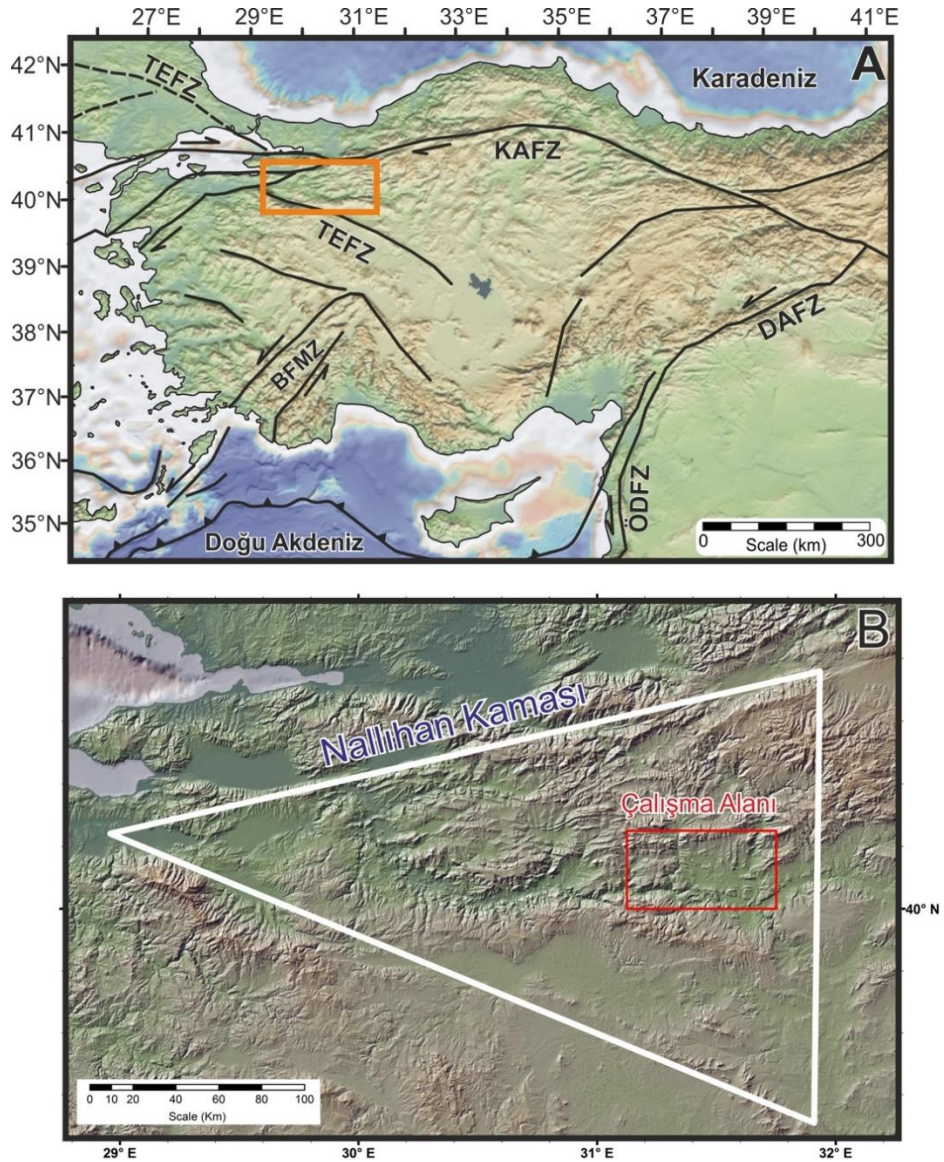 27°E 29°E 31°E 33°E 35°E 37°E 39°E 41°E
42°N
41°N
40°N
39°N
38°N
37°N
36°N
35°N
A
TEFZ
Karadeniz
KAFZ
TEFZ
BFMZ
DAFZ
ÖDFZ
Doğu Akdeniz
0 300
Scale (km)
B
Nallıhan Kaması
Çalışma Alanı
40° N
0 10 20 40 60 80 100
Scale (Km)
29° E 30° E 31° E 32° E